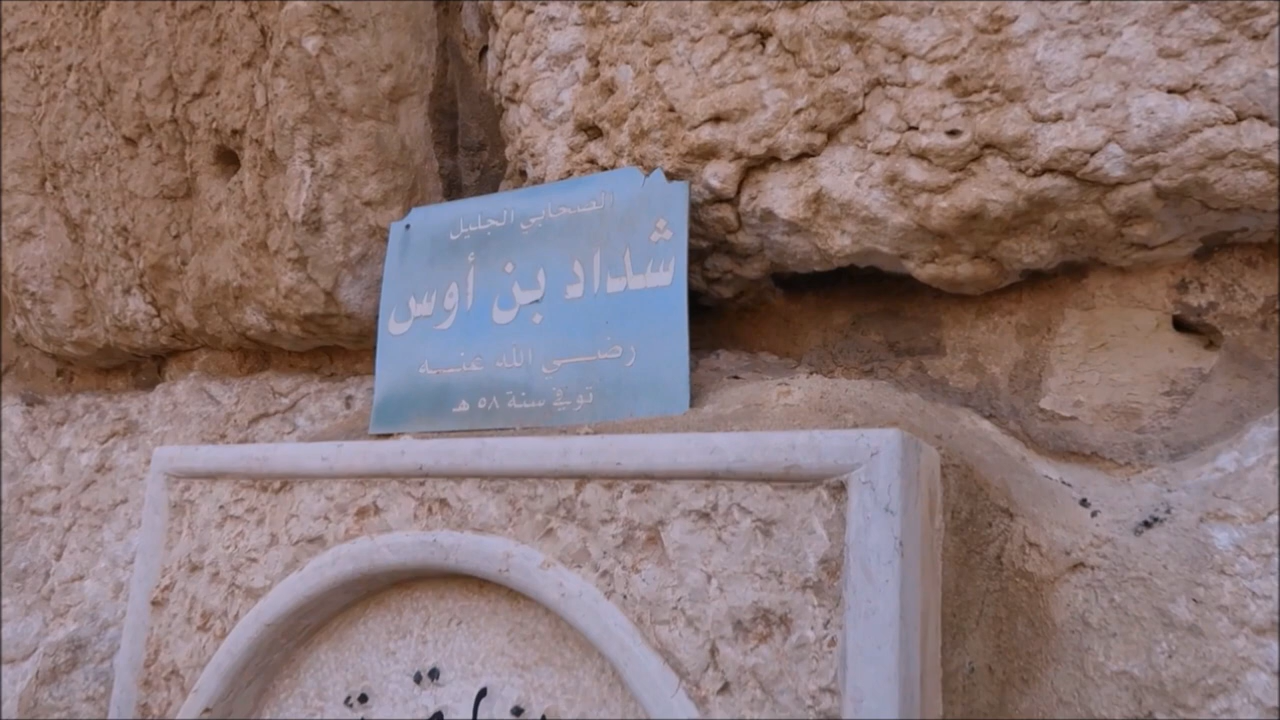 الصحابي الجليل
شداد بن أوس
رضي الله عنه
توفي سنة ٥٨ هـ